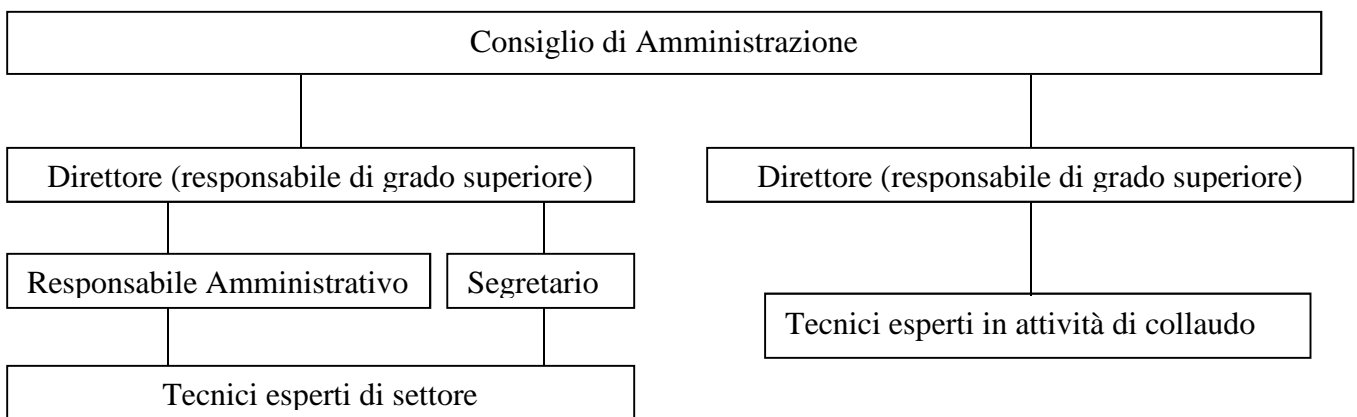 Consiglio di Amministrazione
Direttore (responsabile di grado superiore)
Direttore (responsabile di grado superiore)
Responsabile Amministrativo
Segretario
Tecnici esperti in attività di collaudo
Tecnici esperti di settore